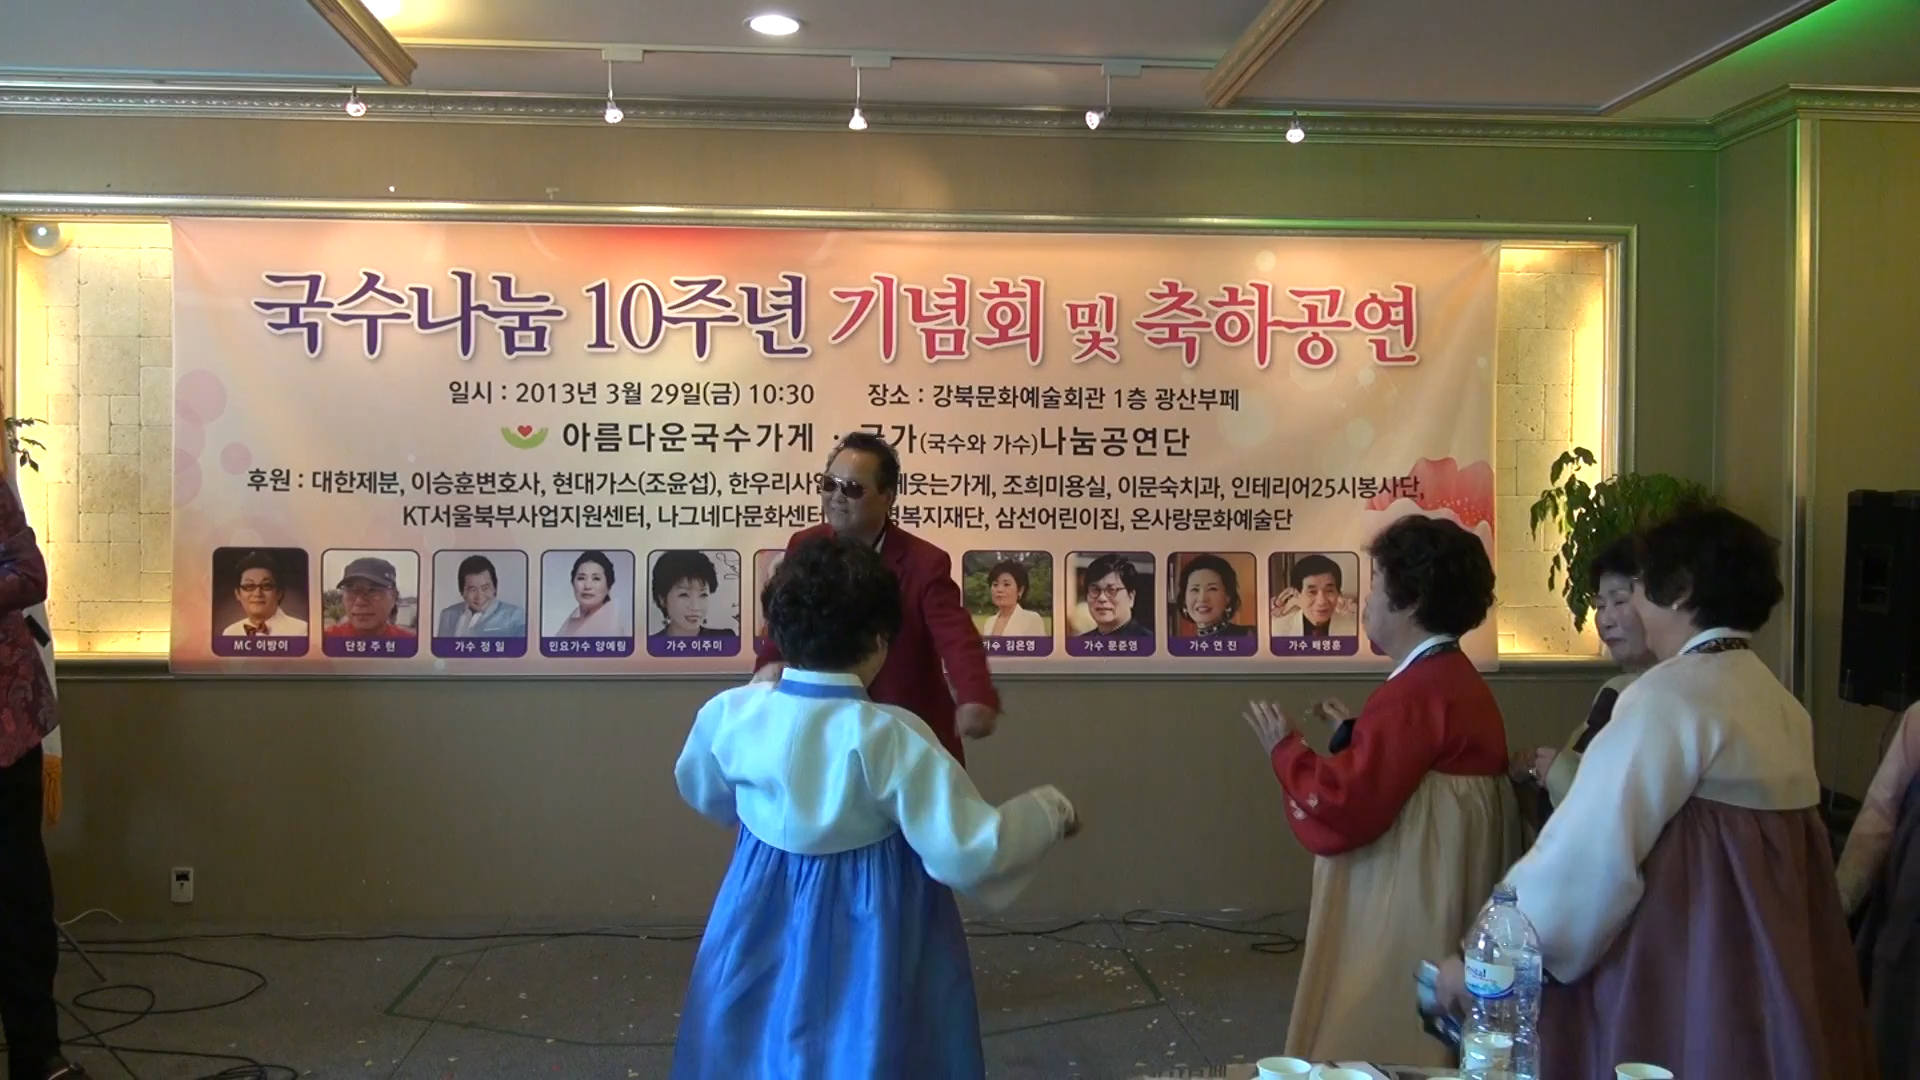 국수나눔 10주년 기념회 및 축하공연
일시 : 2013년 3월 29일(금) 10:30 장소 : 강북문화예술회관 1층 광산부페
아름다운국수가게 · 국가(국수와 가수)나눔공연단
후원 : 대한제분, 이승훈변호사, 현대가스(조윤섭), 한우리사 웃는가게, 조희미용실, 이문숙치과, 인테리어25시봉사단,
KT서울북부사업지원센터, 나그네다문화센터 복지재단, 삼선어린이집, 온사랑문화예술단
MC 이방이 단장 주 현 가수 정 일 민요가수 양예림 가수 이주미 가수 김은영 가수 문준영 가수 연 진 가수 배영훈